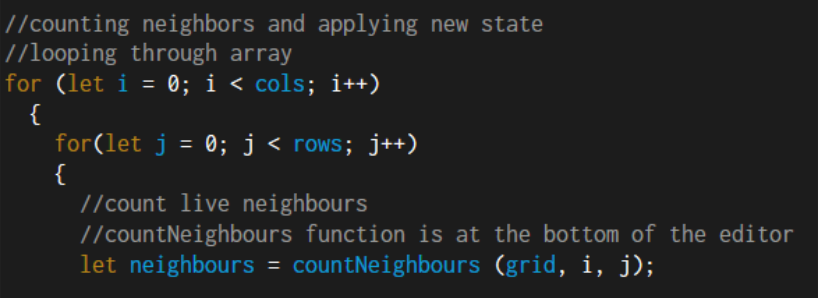 //counting neighbors and applying new state
//looping through array
for (let i = 0; i < cols; i++)
{
for(let j = 0; j < rows; j++)
{
//count live neighbours
//countNeighbours function is at the bottom of the editor
let neighbours = countNeighbours (grid, i, j);